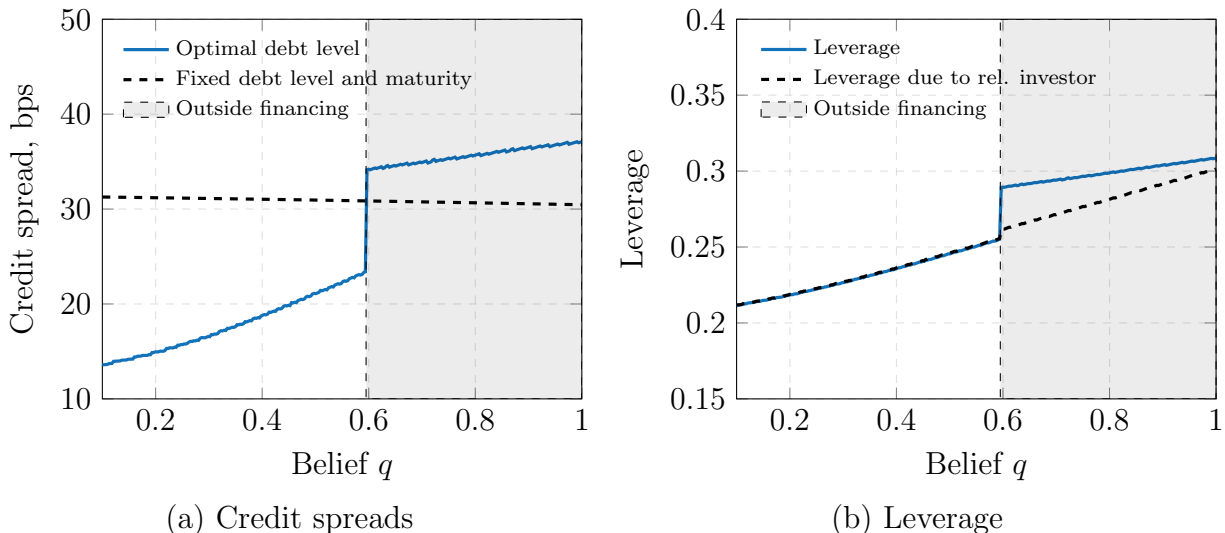 50
40
30
20
10
0.2
0.4
0.6
0.8
1
Credit spread, bps
Belief q
Optimal debt level
Fixed debt level and maturity
Outside financing
(a) Credit spreads
0.4
0.35
0.3
0.25
0.2
0.15
0.2
0.4
0.6
0.8
1
Leverage
Belief q
Leverage
Leverage due to rel. investor
Outside financing
(b) Leverage